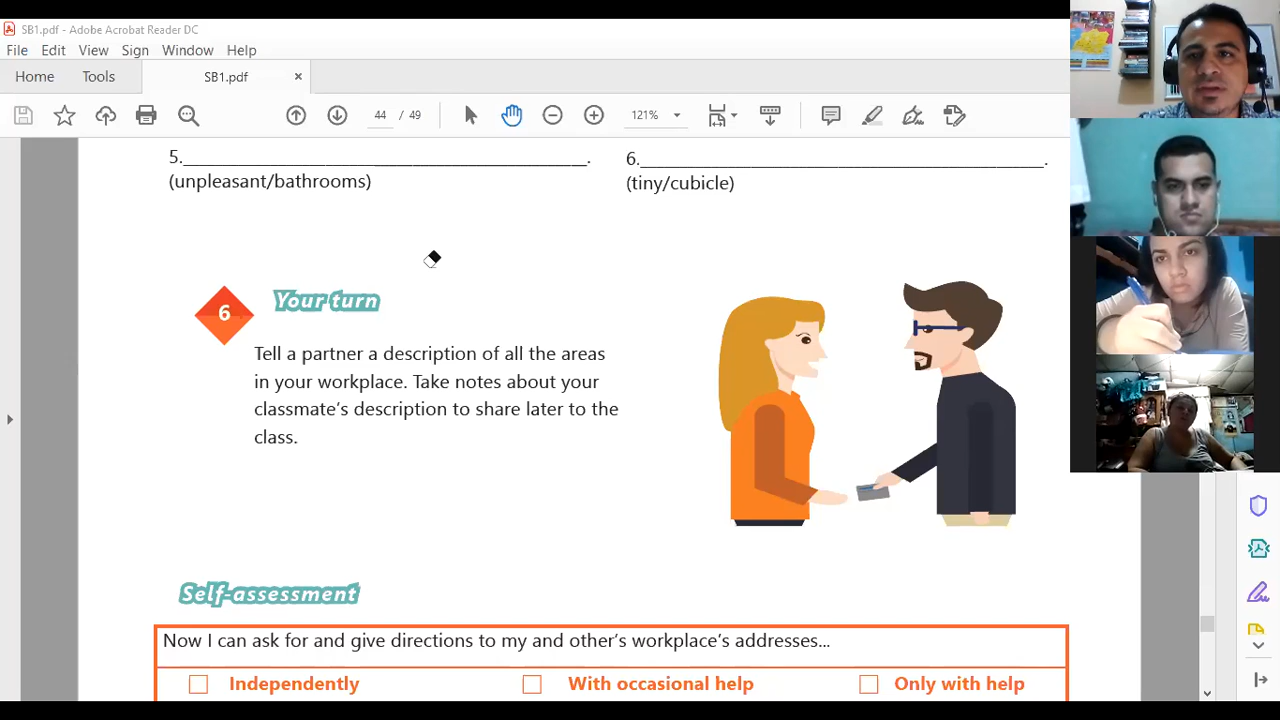 SB1.pdf - Adobe Acrobat Reader DC
File Edit View Sign Window Help
Home Tools SB1.pdf ×
44 / 49 121%
5.________________________________________.
(unpleasant/bathrooms)
6.________________________________________.
(tiny/cubicle)
6 Your turn
Tell a partner a description of all the areas
in your workplace. Take notes about your
classmate's description to share later to the
class.
Self-assessment
Now I can ask for and give directions to my and other's workplace's addresses...
Independently With occasional help Only with help